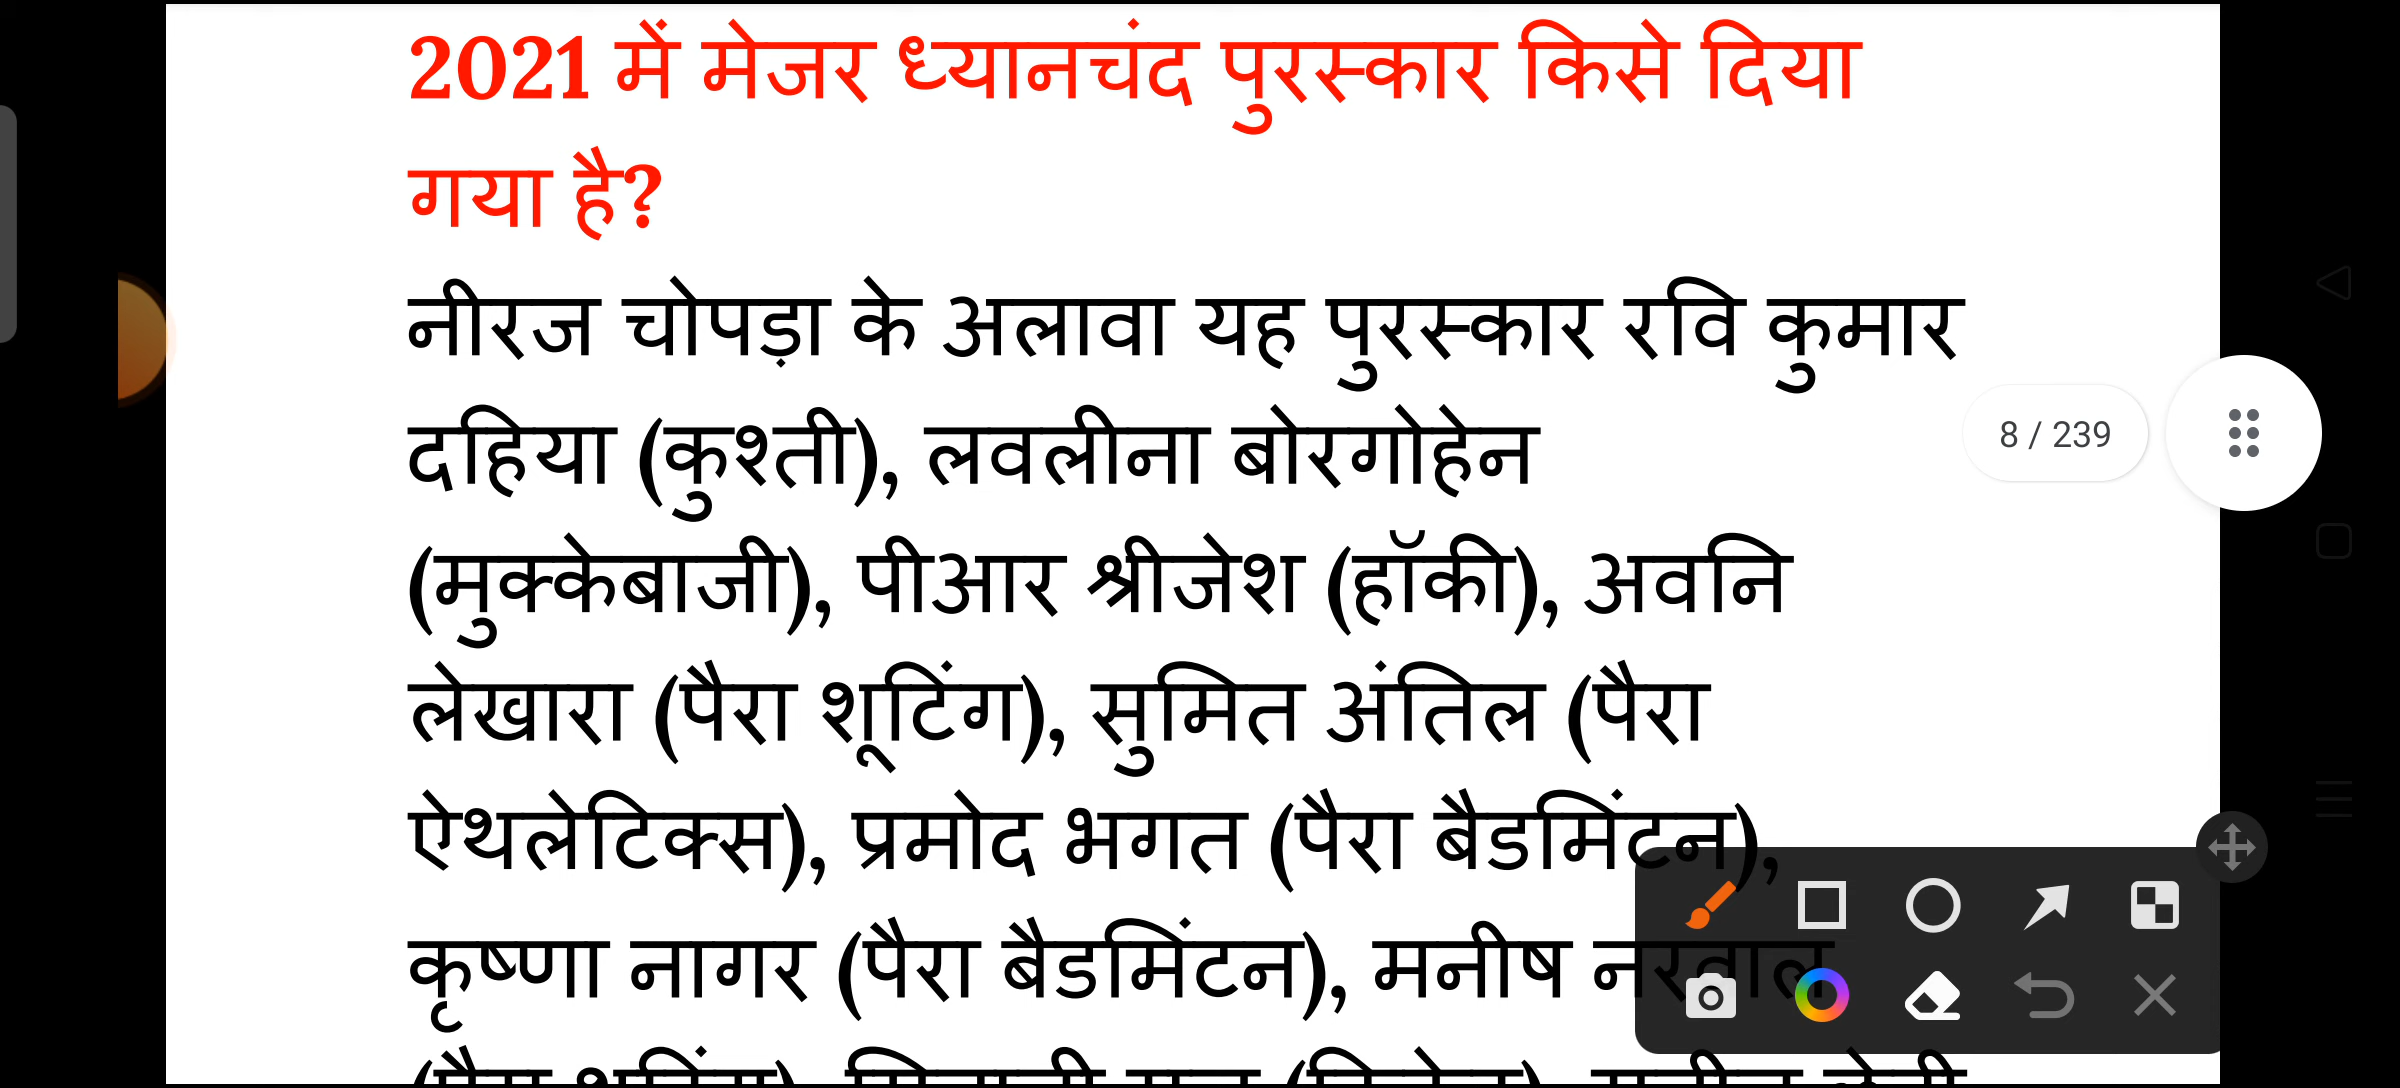 2021 में मेजर ध्यानचंद पुरस्कार किसे दिया
गया है?
नीरज चोपड़ा के अलावा यह पुरस्कार रवि कुमार
दहिया (कुश्ती), लवलीना बोरगोहेन
8 / 239
(मुक्केबाजी), पीआर श्रीजेश (हॉकी), अवनि
लेखारा (पैरा शूटिंग), सुमित अंतिल (पैरा
ऐथलेटिक्स), प्रमोद भगत (पैरा बैडमिंटन),
कृष्णा नागर (पैरा बैडमिंटन), मनीष नरवाल